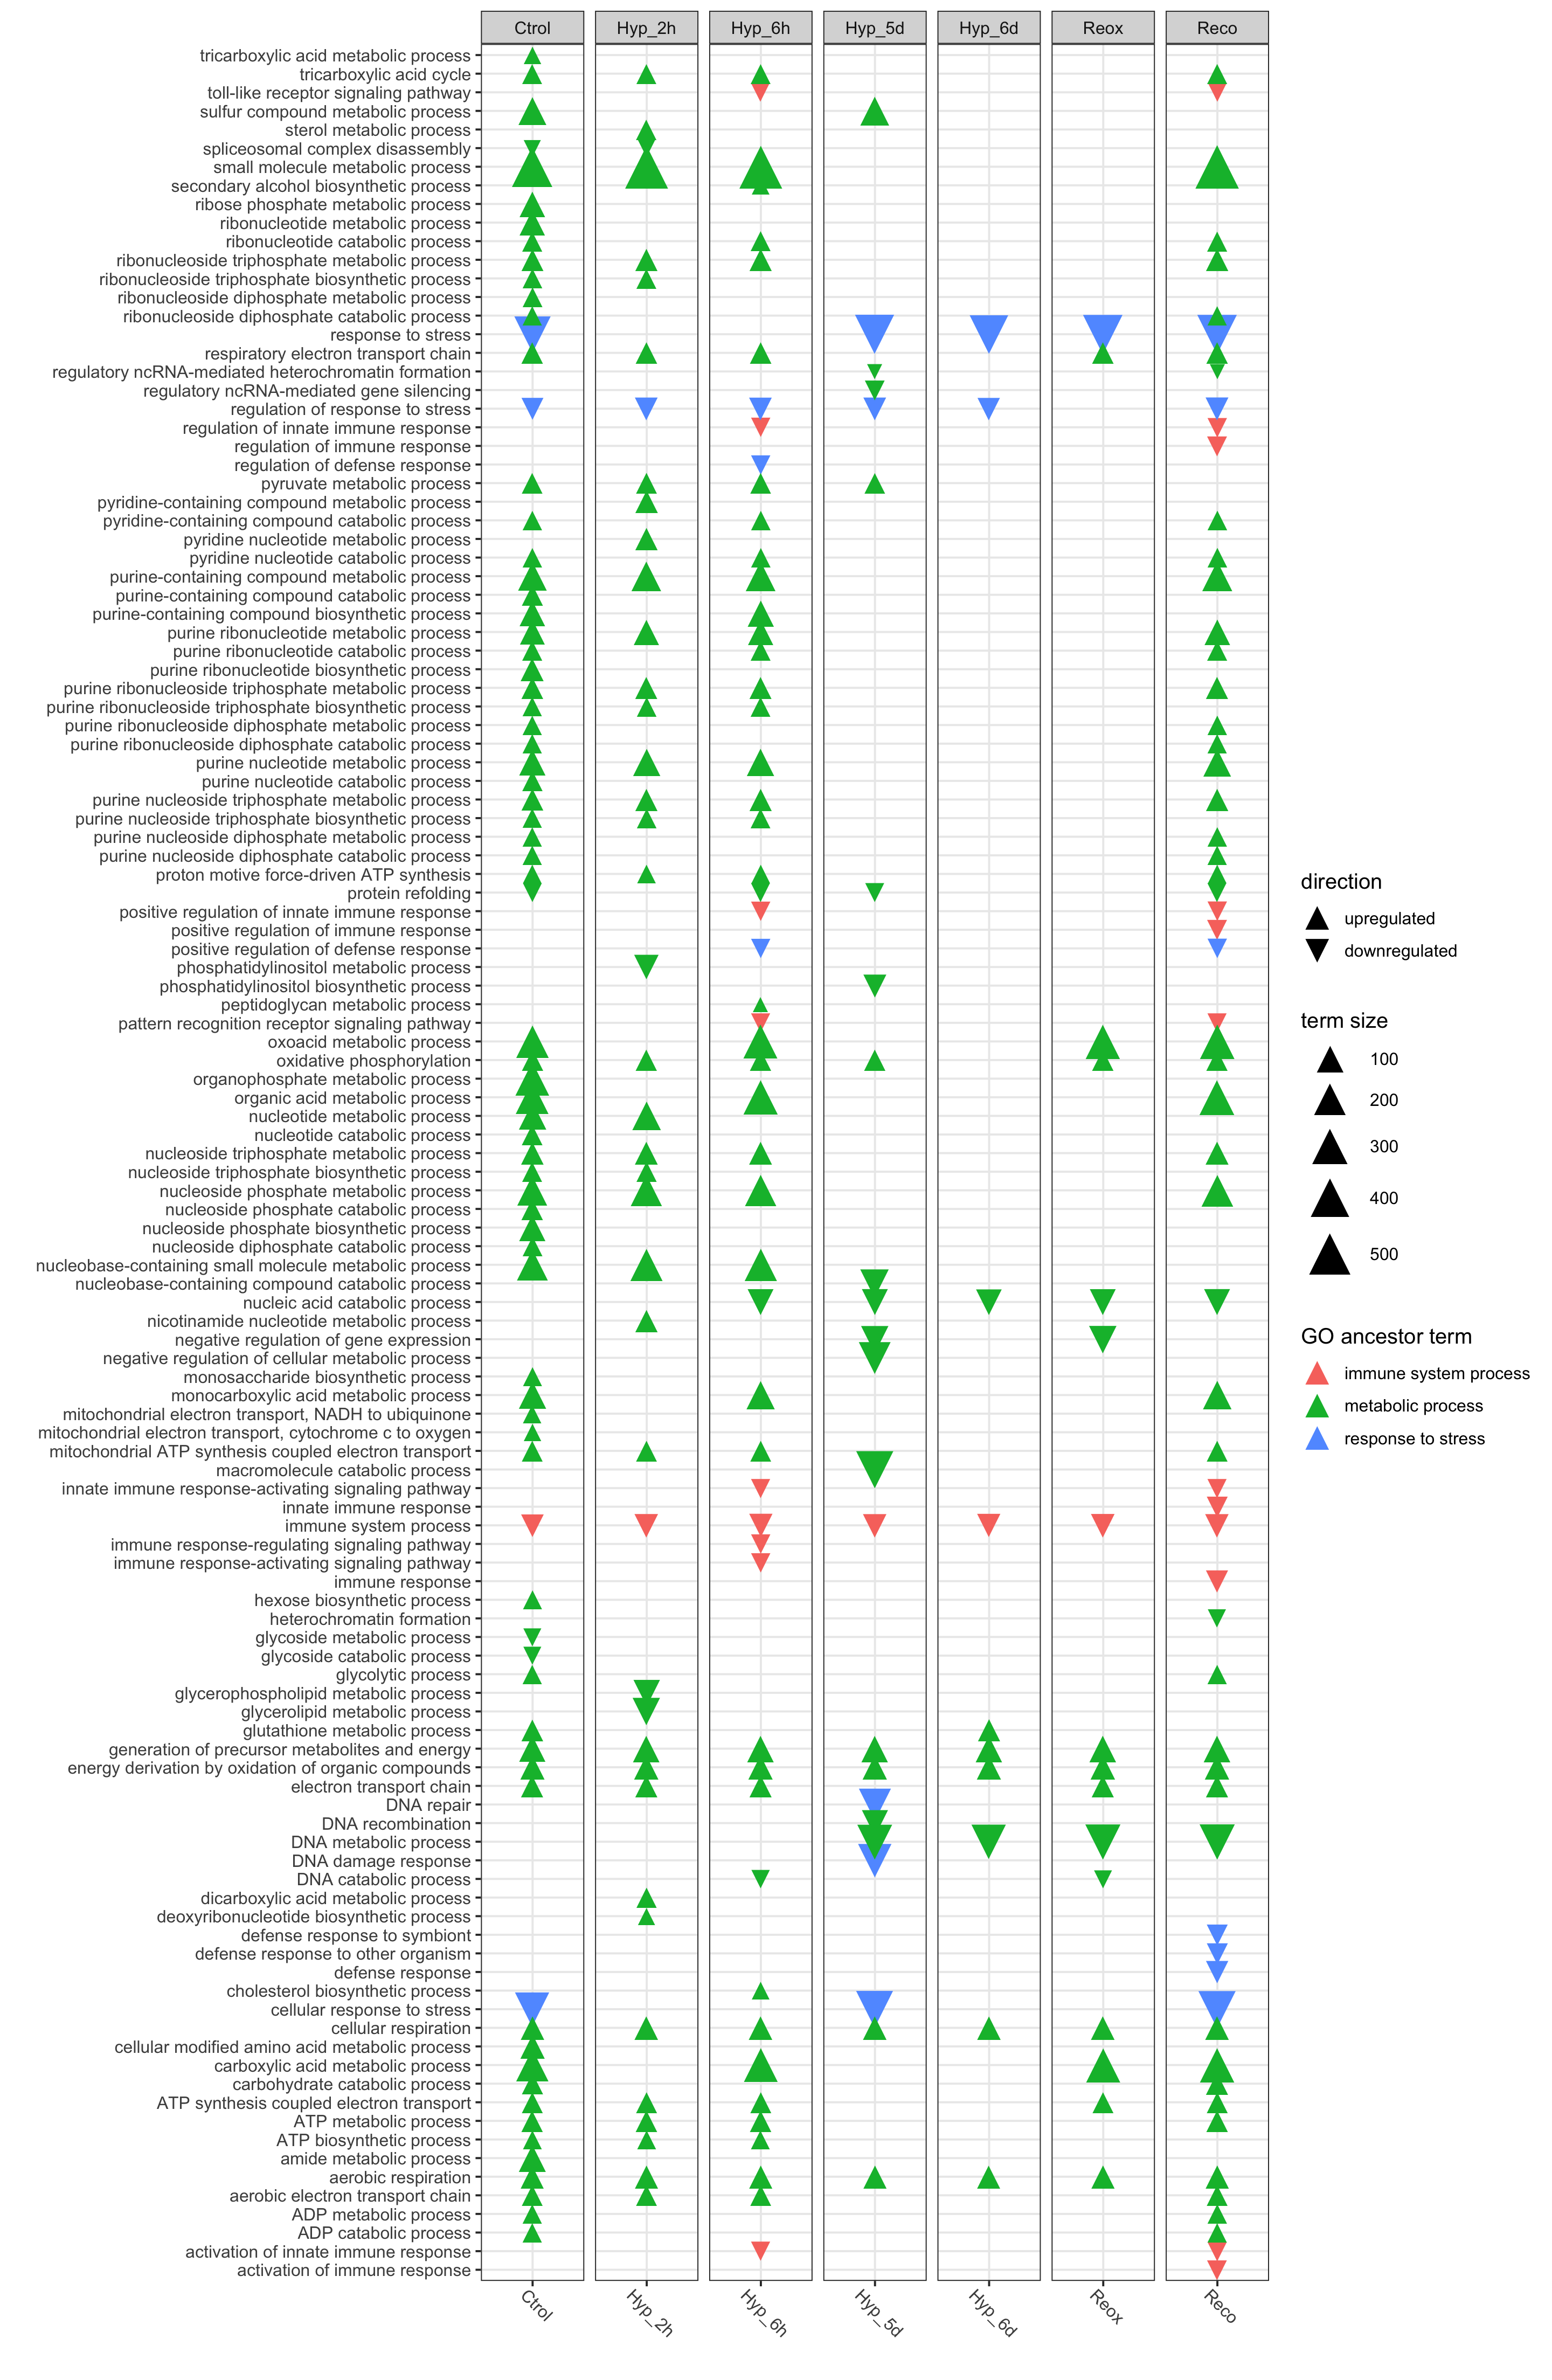 Ctrol Hyp_2h Hyp_6h Hyp_5d Hyp_6d Reox Reco
tricarboxylic acid metabolic process
tricarboxylic acid cycle
toll-like receptor signaling pathway
sulfur compound metabolic process
sterol metabolic process
spliceosomal complex disassembly
small molecule metabolic process
secondary alcohol biosynthetic process
ribose phosphate metabolic process
ribonucleotide metabolic process
ribonucleotide catabolic process
ribonucleoside triphosphate metabolic process
ribonucleoside triphosphate biosynthetic process
ribonucleoside diphosphate metabolic process
ribonucleoside diphosphate catabolic process
response to stress
respiratory electron transport chain
regulatory ncRNA-mediated heterochromatin formation
regulatory ncRNA-mediated gene silencing
regulation of response to stress
regulation of innate immune response
regulation of immune response
regulation of defense response
pyruvate metabolic process
pyridine-containing compound metabolic process
pyridine-containing compound catabolic process
pyridine nucleotide metabolic process
pyridine nucleotide catabolic process
purine-containing compound metabolic process
purine-containing compound catabolic process
purine-containing compound biosynthetic process
purine ribonucleotide metabolic process
purine ribonucleotide catabolic process
purine ribonucleotide biosynthetic process
purine ribonucleoside triphosphate metabolic process
purine ribonucleoside triphosphate biosynthetic process
purine ribonucleoside diphosphate metabolic process
purine ribonucleoside diphosphate catabolic process
purine nucleotide metabolic process
purine nucleotide catabolic process
purine nucleoside triphosphate metabolic process
purine nucleoside triphosphate biosynthetic process
purine nucleoside diphosphate metabolic process
purine nucleoside diphosphate catabolic process
proton motive force-driven ATP synthesis
protein refolding
positive regulation of innate immune response
positive regulation of immune response
positive regulation of defense response
phosphatidylinositol metabolic process
phosphatidylinositol biosynthetic process
peptidoglycan metabolic process
pattern recognition receptor signaling pathway
oxoacid metabolic process
oxidative phosphorylation
organophosphate metabolic process
organic acid metabolic process
nucleotide metabolic process
nucleotide catabolic process
nucleoside triphosphate metabolic process
nucleoside triphosphate biosynthetic process
nucleoside phosphate metabolic process
nucleoside phosphate catabolic process
nucleoside phosphate biosynthetic process
nucleoside diphosphate catabolic process
nucleobase-containing small molecule metabolic process
nucleobase-containing compound catabolic process
nucleic acid catabolic process
nicotinamide nucleotide metabolic process
negative regulation of gene expression
negative regulation of cellular metabolic process
monosaccharide biosynthetic process
monocarboxylic acid metabolic process
mitochondrial electron transport, NADH to ubiquinone
mitochondrial electron transport, cytochrome c to oxygen
mitochondrial ATP synthesis coupled electron transport
macromolecule catabolic process
innate immune response-activating signaling pathway
innate immune response
immune system process
immune response-regulating signaling pathway
immune response-activating signaling pathway
immune response
hexose biosynthetic process
heterochromatin formation
glycoside metabolic process
glycoside catabolic process
glycolytic process
glycerophospholipid metabolic process
glycerolipid metabolic process
glutathione metabolic process
generation of precursor metabolites and energy
energy derivation by oxidation of organic compounds
electron transport chain
DNA repair
DNA recombination
DNA metabolic process
DNA damage response
DNA catabolic process
dicarboxylic acid metabolic process
deoxyribonucleotide biosynthetic process
defense response to symbiont
defense response to other organism
defense response
cholesterol biosynthetic process
cellular response to stress
cellular respiration
cellular modified amino acid metabolic process
carboxylic acid metabolic process
carbohydrate catabolic process
ATP synthesis coupled electron transport
ATP metabolic process
ATP biosynthetic process
amide metabolic process
aerobic respiration
aerobic electron transport chain
ADP metabolic process
ADP catabolic process
activation of innate immune response
activation of immune response
Ctrol Hyp_2h Hyp_6h Hyp_5d Hyp_6d Reox Reco
direction
upregulated
downregulated
term size
100
200
300
400
500
GO ancestor term
immune system process
metabolic process
response to stress